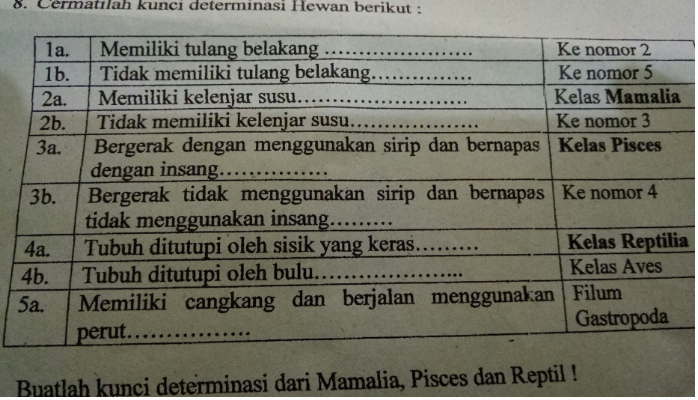 8. Cermatilah kunci determinasi Hewan berikut :
1a. Memiliki tulang belakang ........................ Ke nomor 2
1b. Tidak memiliki tulang belakang................ Ke nomor 5
2a. Memiliki kelenjar susu........................... Kelas Mamalia
2b. Tidak memiliki kelenjar susu.................... Ke nomor 3
3a. Bergerak dengan menggunakan sirip dan bernapas Kelas Pisces
dengan insang................
3b. Bergerak tidak menggunakan sirip dan bernapas Ke nomor 4
tidak menggunakan insang.........
4a. Tubuh ditutupi oleh sisik yang keras......... Kelas Reptilia
4b. Tubuh ditutupi oleh bulu..................... Kelas Aves
5a. Memiliki cangkang dan berjalan menggunakan Filum
perut................ Gastropoda
Buatlah kunci determinasi dari Mamalia, Pisces dan Reptil !